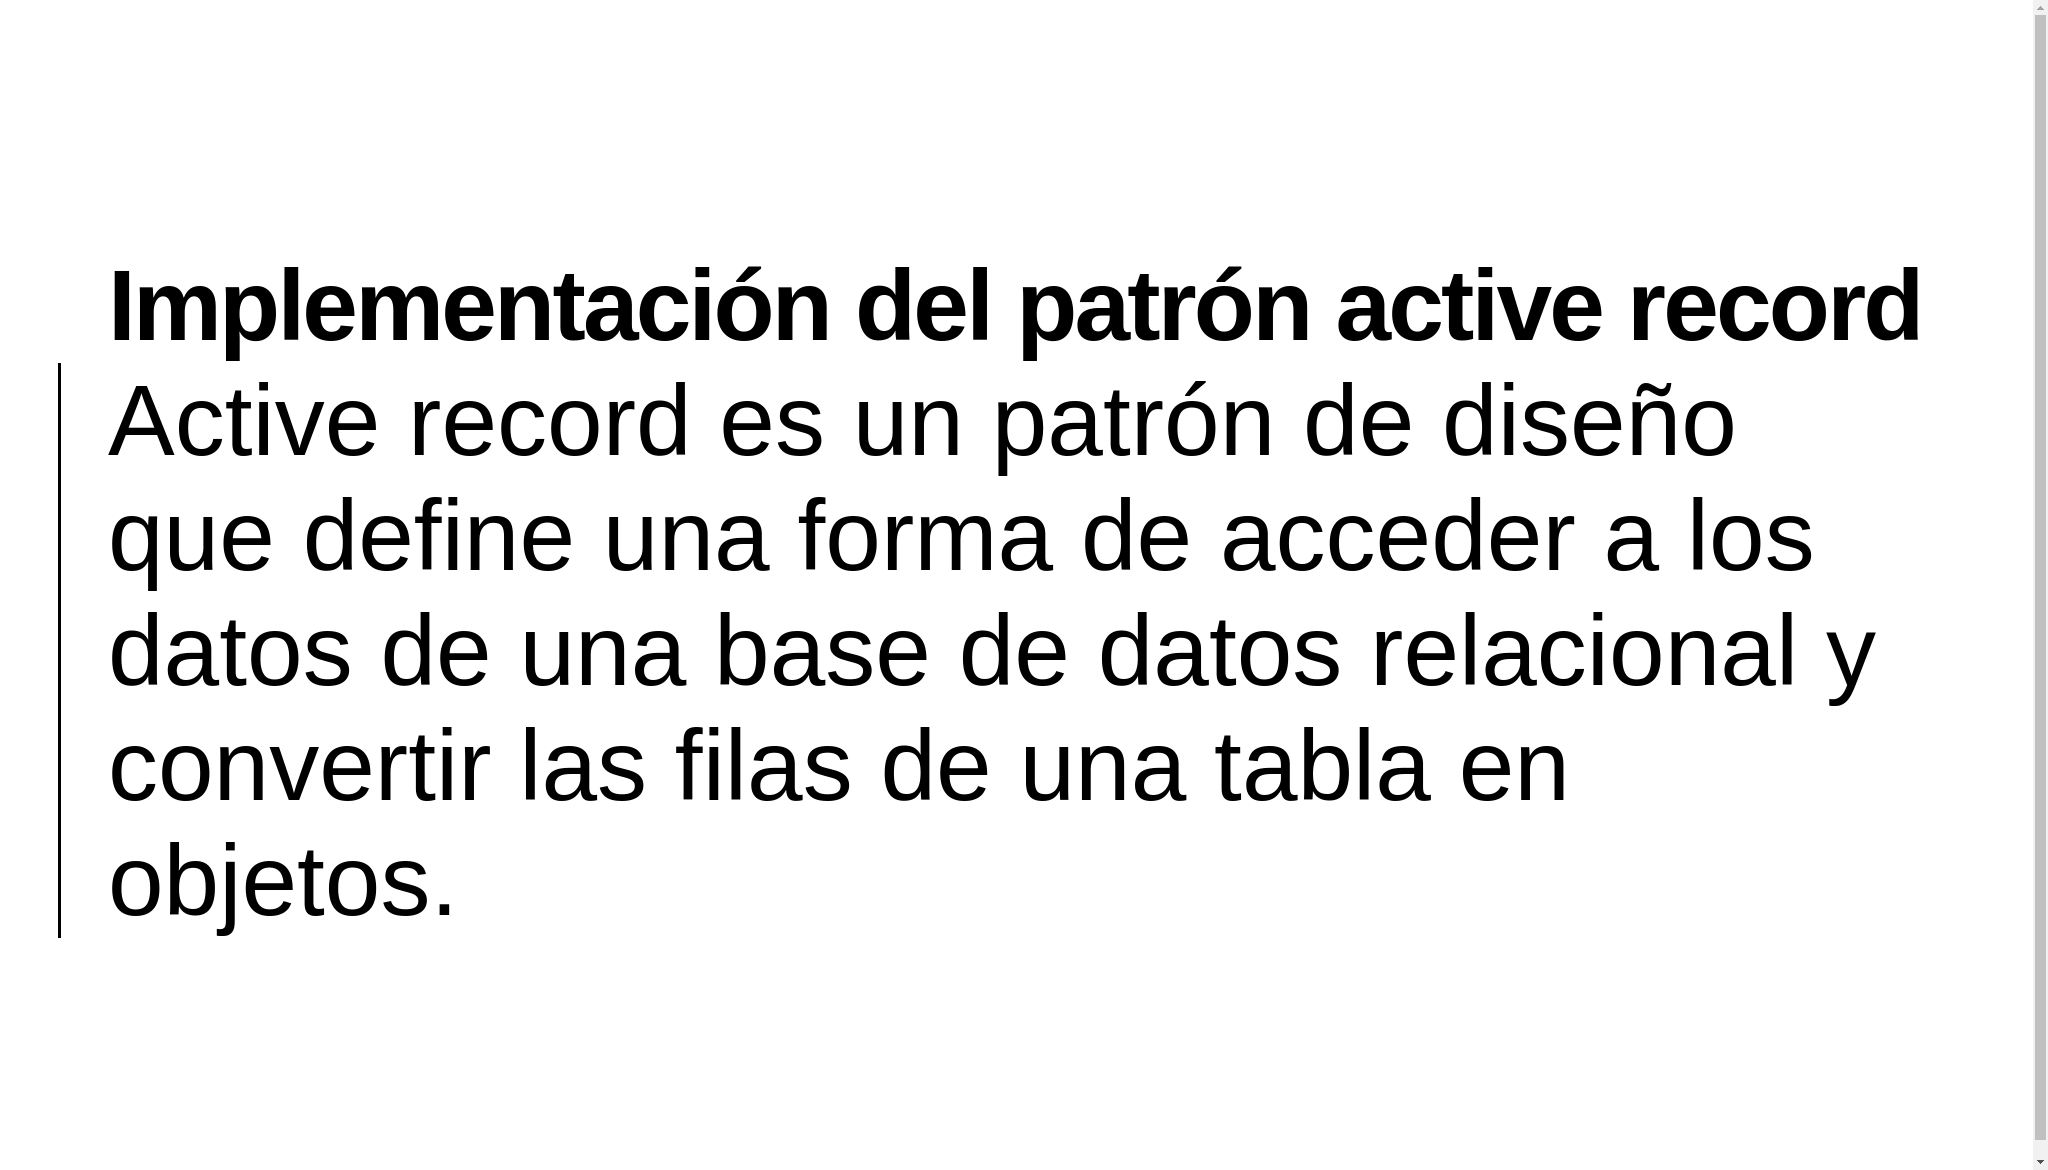 Implementación del patrón active record
Active record es un patrón de diseño
que define una forma de acceder a los
datos de una base de datos relacional y
convertir las filas de una tabla en
objetos.